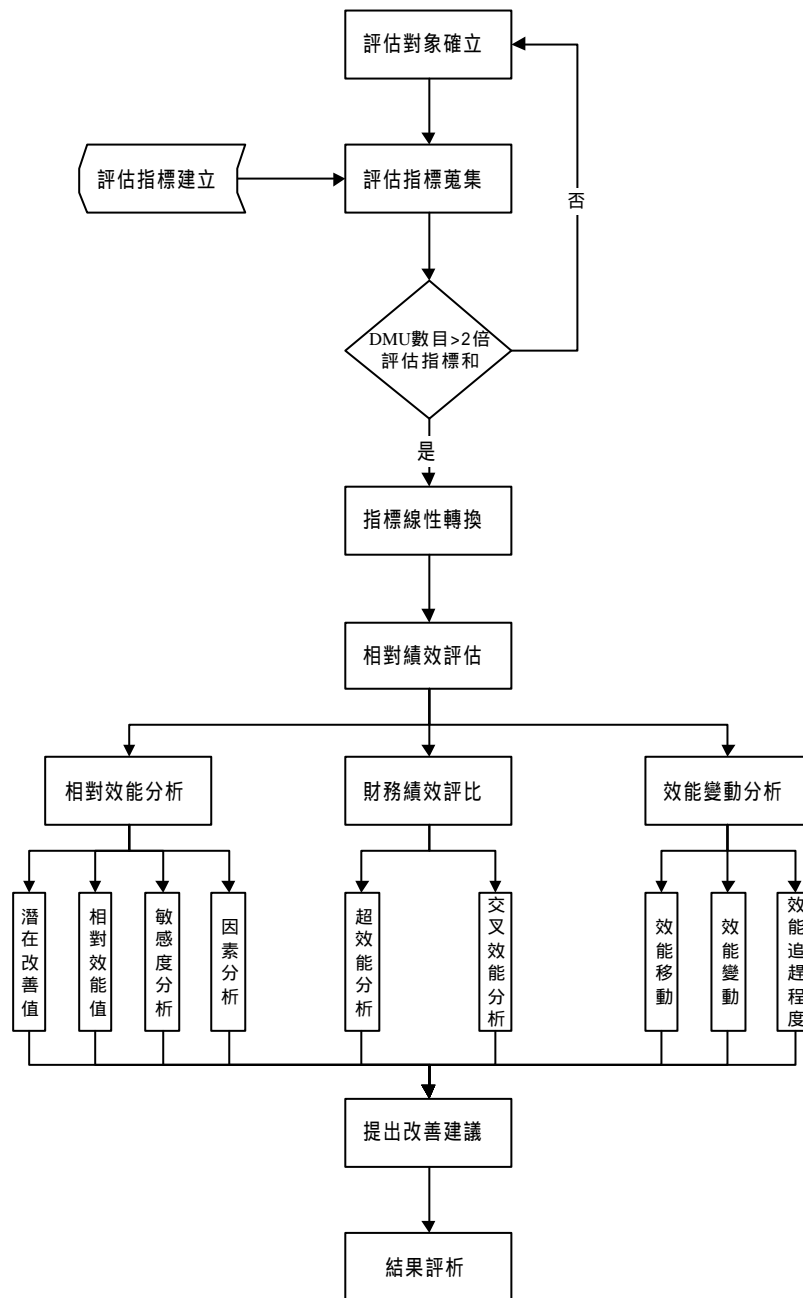 評估對象確立
評估指標建立
評估指標蒐集
否
DMU數目>2倍
評估指標和
是
指標線性轉換
相對績效評估
相對效能分析
財務績效評比
效能變動分析
潛在改善值
相對效能值
敏感度分析
因素分析
超效能分析
交叉效能分析
效能移動
效能變動
效能追趕程度
提出改善建議
結果評析